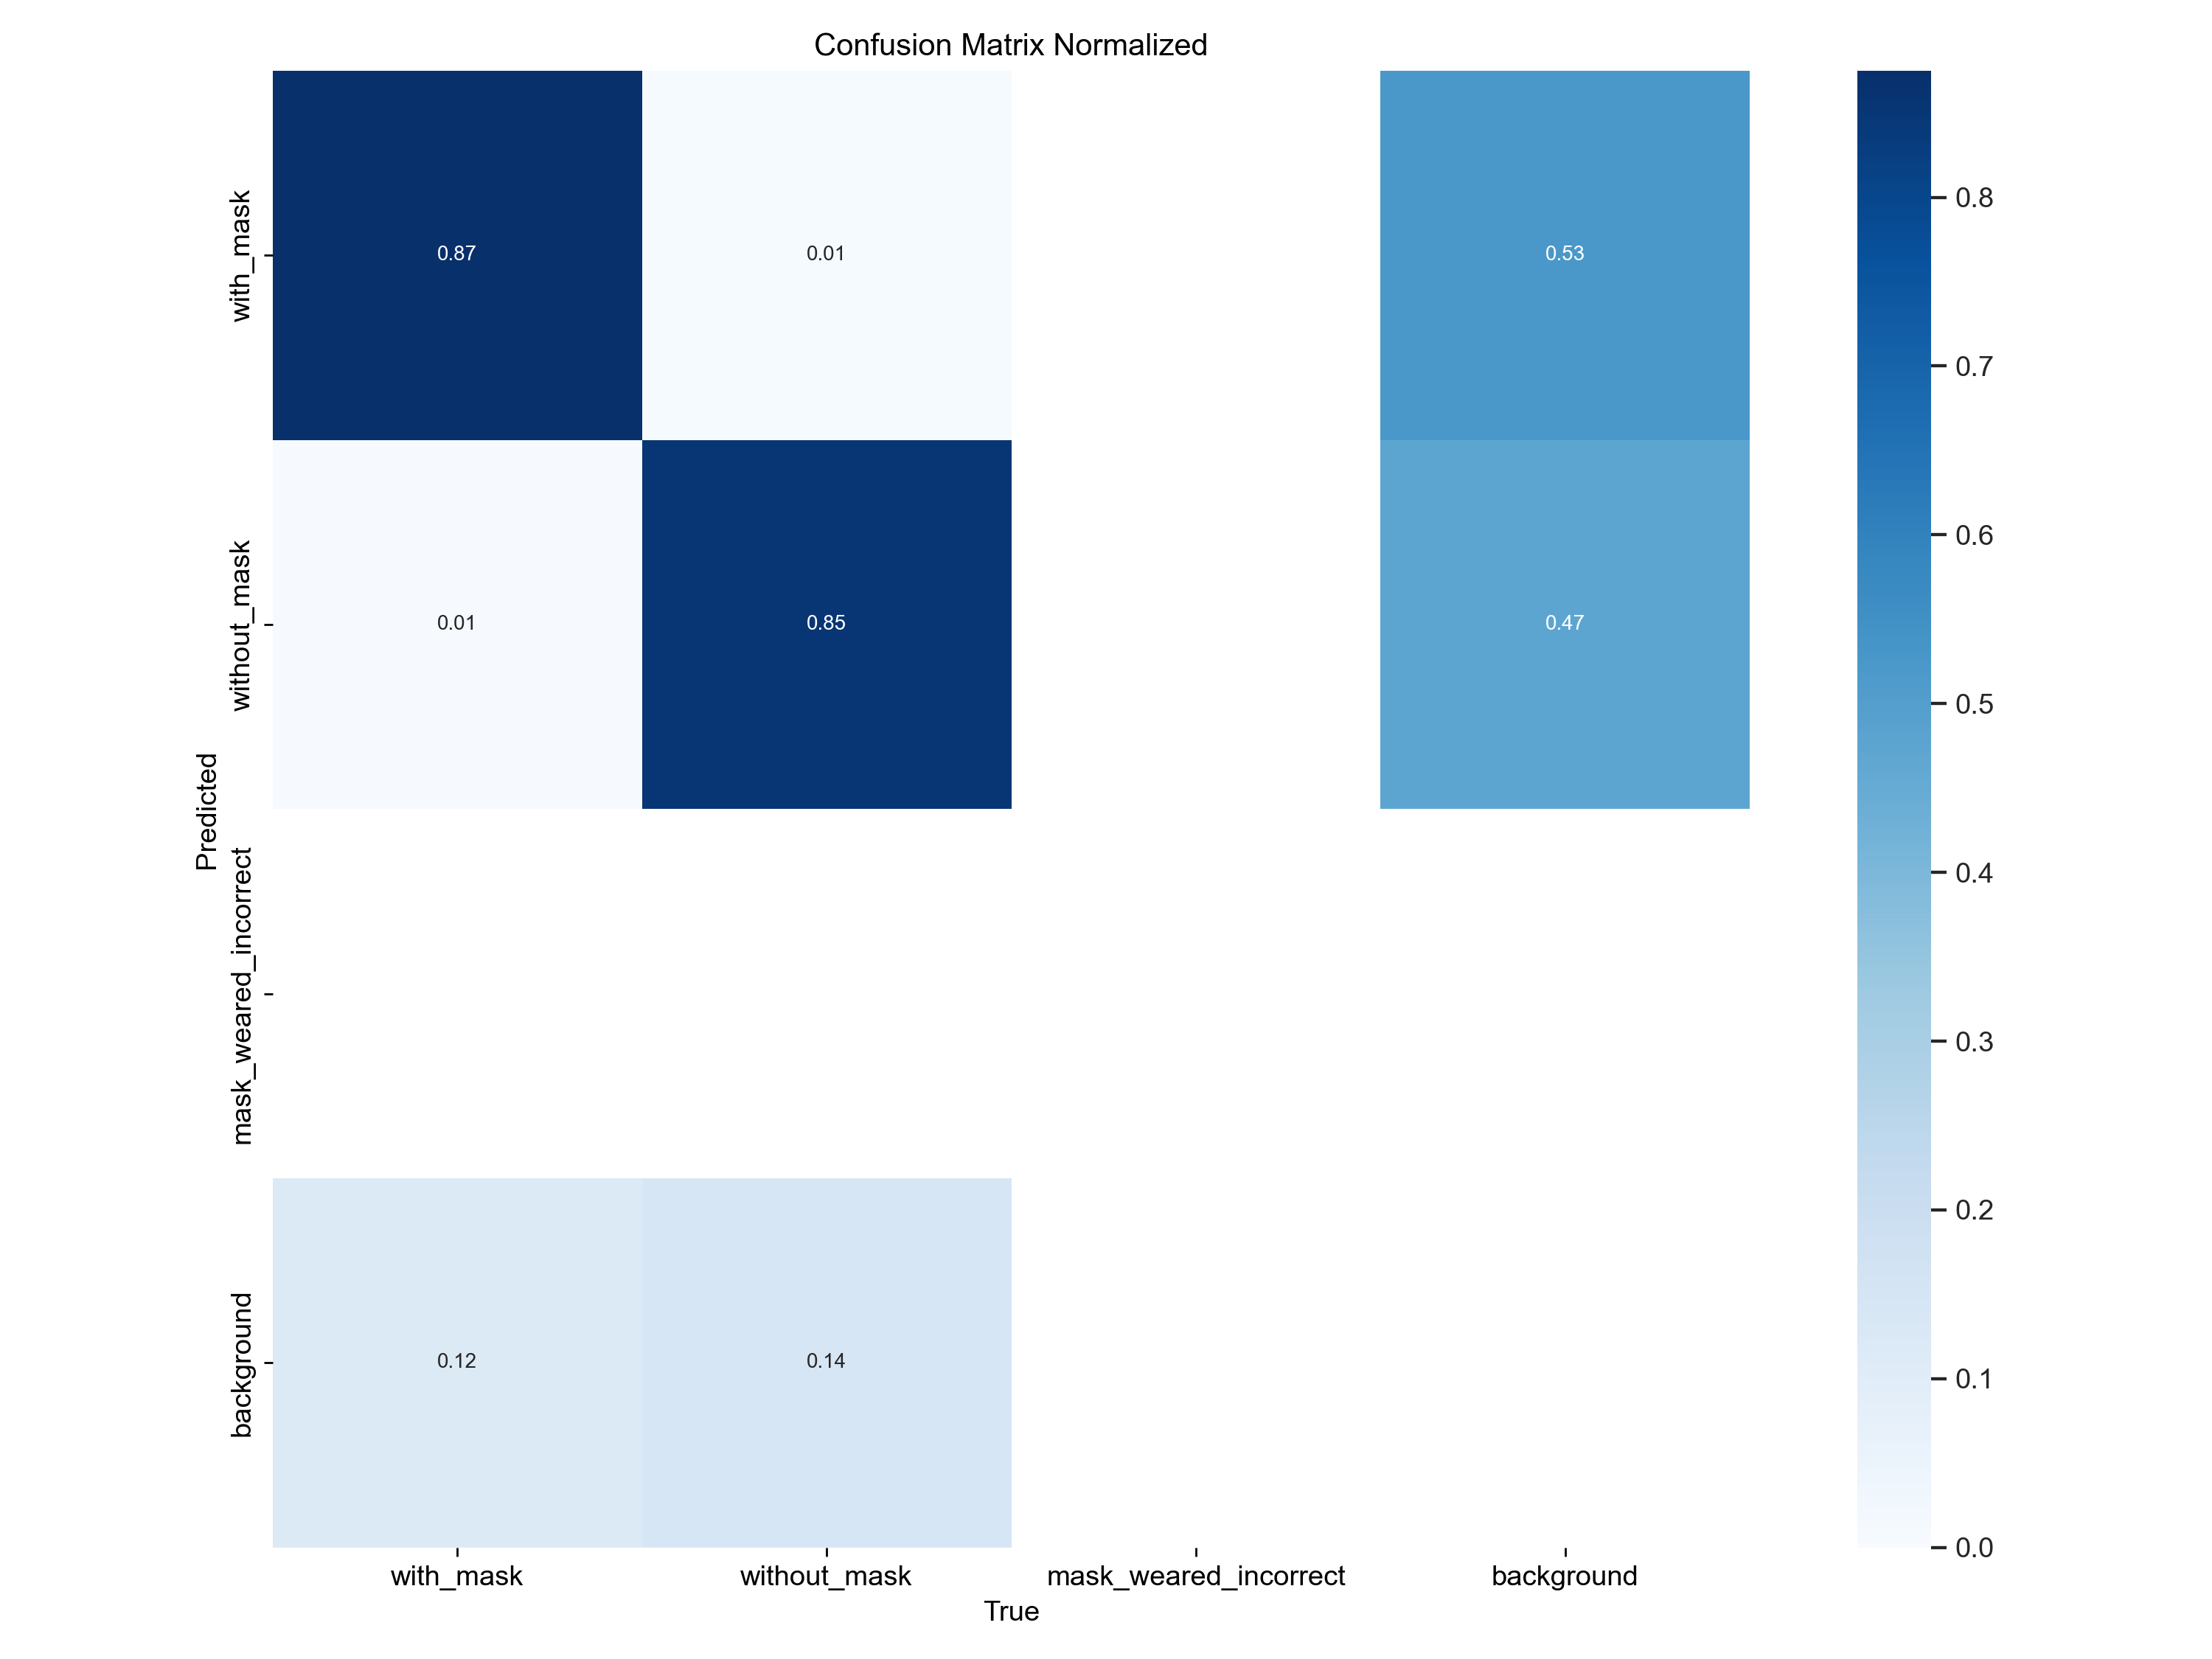 Confusion Matrix Normalized
with_mask
0.87
0.01
0.53
without_mask
0.01
0.85
0.47
mask_weared_incorrect
background
0.12
0.14
Predicted
with_mask
without_mask
mask_weared_incorrect
background
True
0.8
0.7
0.6
0.5
0.4
0.3
0.2
0.1
0.0